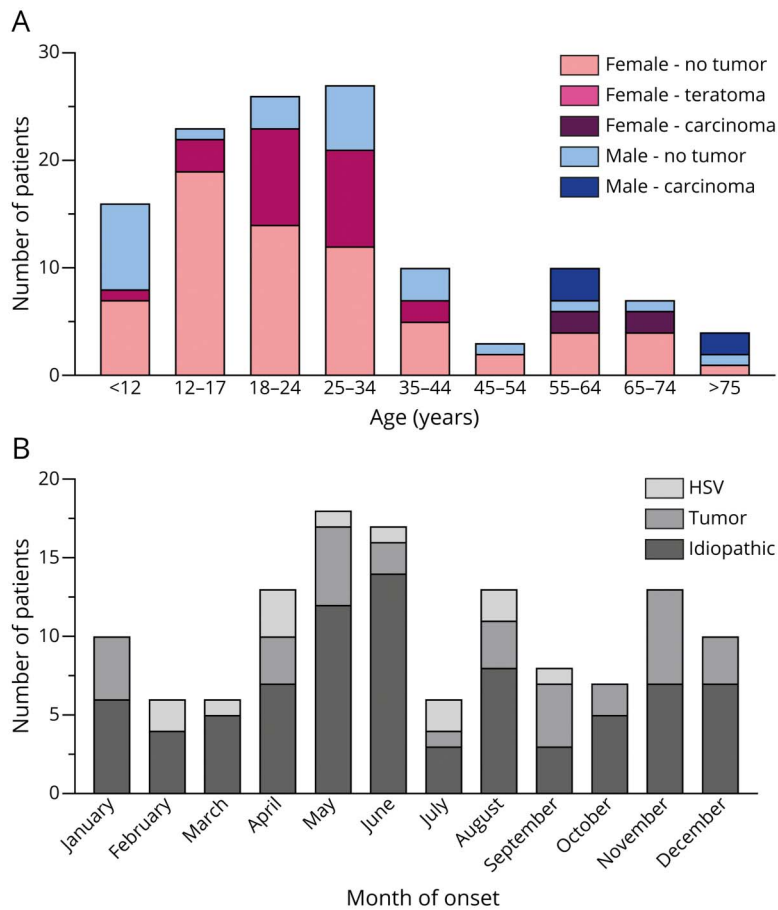 A
30
20
10
0
Number of patients
Female - no tumor
Female - teratoma
Female - carcinoma
Male - no tumor
Male - carcinoma
<12 12–17 18–24 25–34 35–44 45–54 55–64 65–74 >75
Age (years)
B
20
15
10
5
0
Number of patients
HSV
Tumor
Idiopathic
January February March April May June July August September October November December
Month of onset